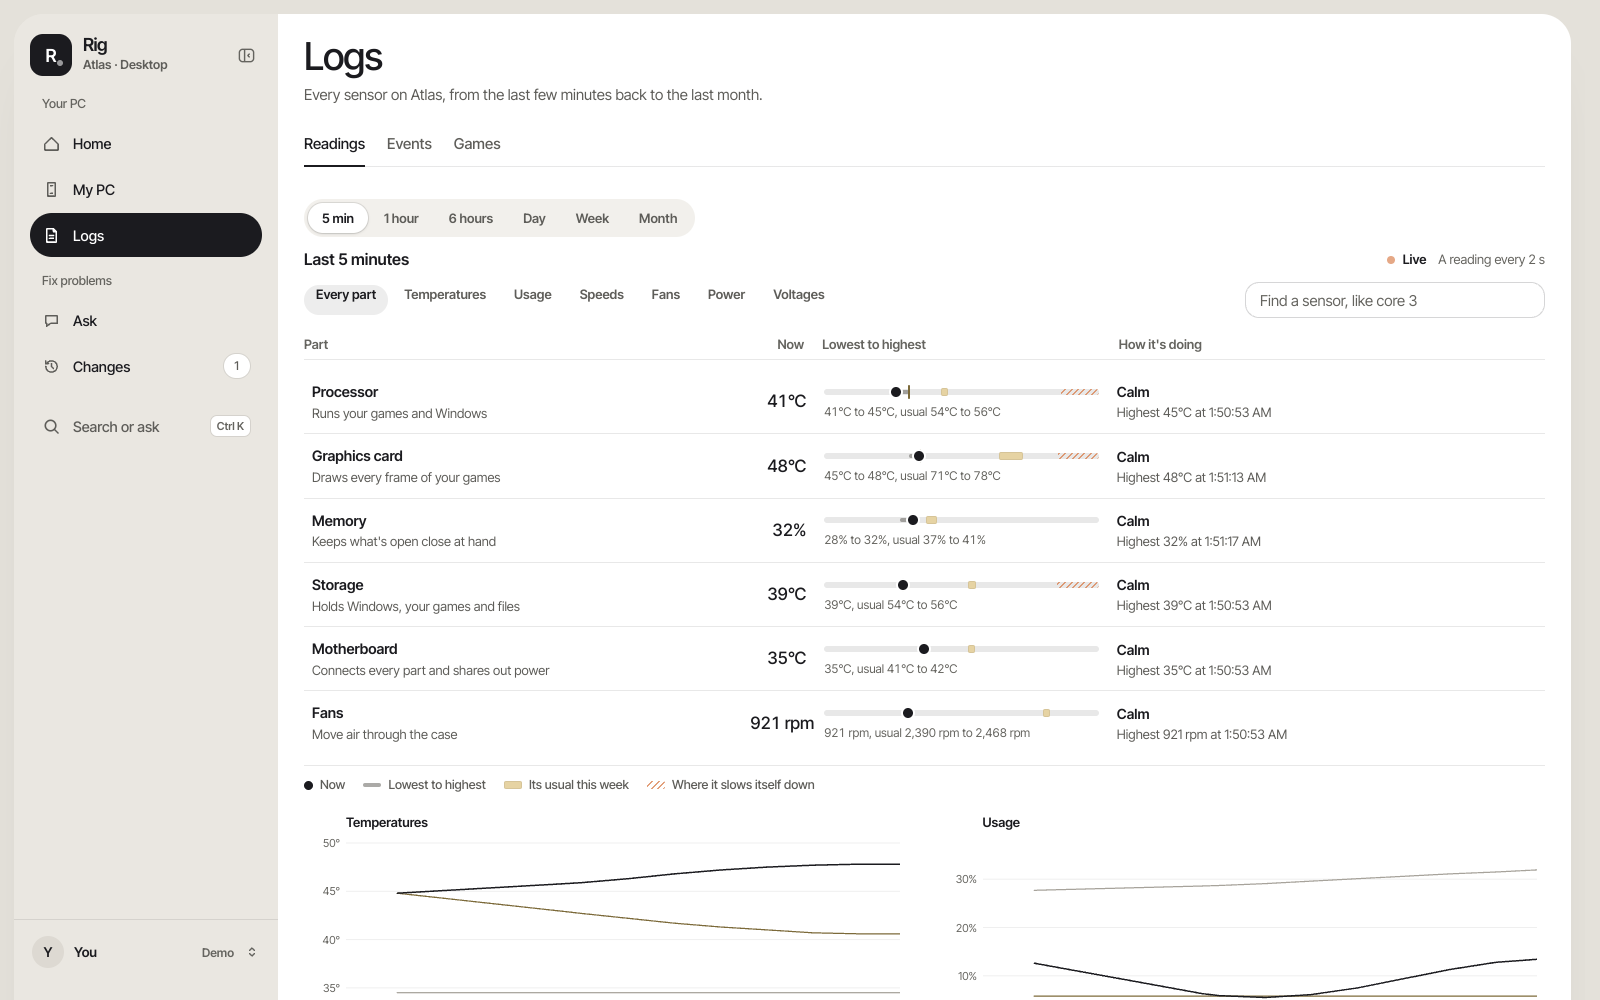 R.
Rig
Atlas · Desktop
Your PC
Home
My PC
Logs
Fix problems
Ask
Changes
1
Search or ask
Ctrl K
Y
You
Demo
Logs
Every sensor on Atlas, from the last few minutes back to the last month.
Readings
Events
Games
5 min
1 hour
6 hours
Day
Week
Month
Last 5 minutes
Live
A reading every 2 s
Every part
Temperatures
Usage
Speeds
Fans
Power
Voltages
Find a sensor, like core 3
Part
Now
Lowest to highest
How it's doing
Processor
Runs your games and Windows
41°C
41°C to 45°C, usual 54°C to 56°C
Calm
Highest 45°C at 1:50:53 AM
Graphics card
Draws every frame of your games
48°C
45°C to 48°C, usual 71°C to 78°C
Calm
Highest 48°C at 1:51:13 AM
Memory
Keeps what's open close at hand
32%
28% to 32%, usual 37% to 41%
Calm
Highest 32% at 1:51:17 AM
Storage
Holds Windows, your games and files
39°C
39°C, usual 54°C to 56°C
Calm
Highest 39°C at 1:50:53 AM
Motherboard
Connects every part and shares out power
35°C
35°C, usual 41°C to 42°C
Calm
Highest 35°C at 1:50:53 AM
Fans
Move air through the case
921 rpm
921 rpm, usual 2,390 rpm to 2,468 rpm
Calm
Highest 921 rpm at 1:50:53 AM
Now
Lowest to highest
Its usual this week
Where it slows itself down
Temperatures
50°
45°
40°
35°
Usage
30%
20%
10%